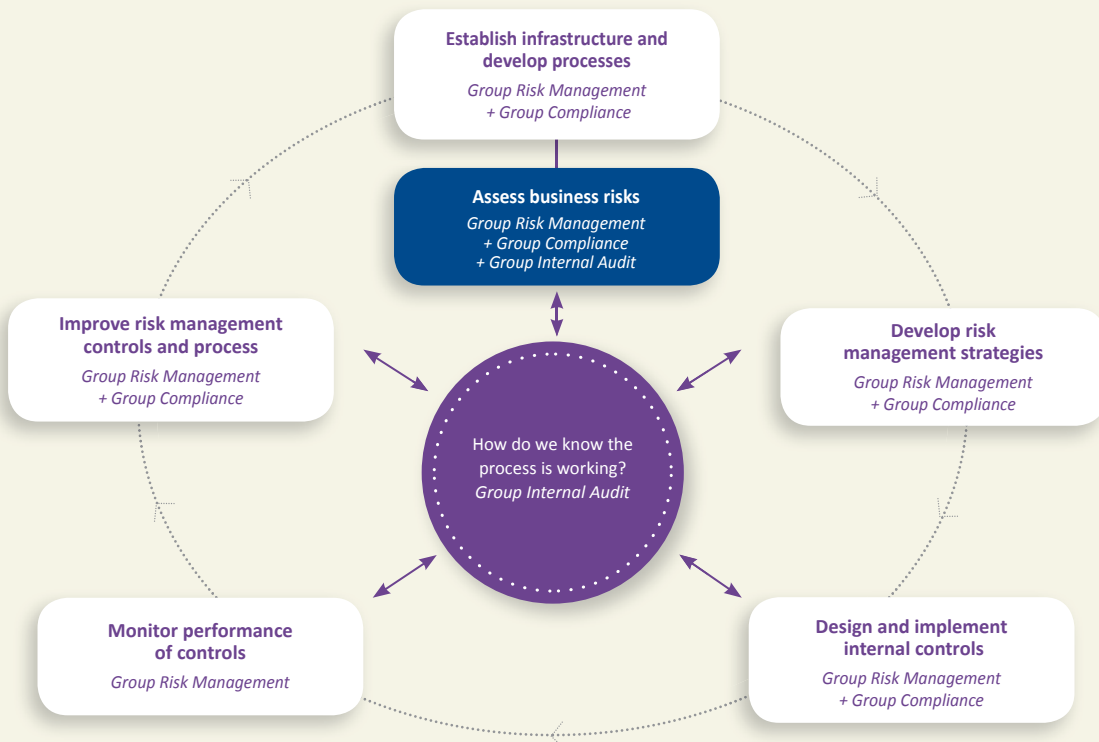 Establish infrastructure and
develop processes
Group Risk Management
+ Group Compliance
Assess business risks
Group Risk Management
+ Group Compliance
+ Group Internal Audit
Improve risk management
controls and process
Group Risk Management
+ Group Compliance
Develop risk
management strategies
Group Risk Management
+ Group Compliance
How do we know the
process is working?
Group Internal Audit
Monitor performance
of controls
Group Risk Management
Design and implement
internal controls
Group Risk Management
+ Group Compliance